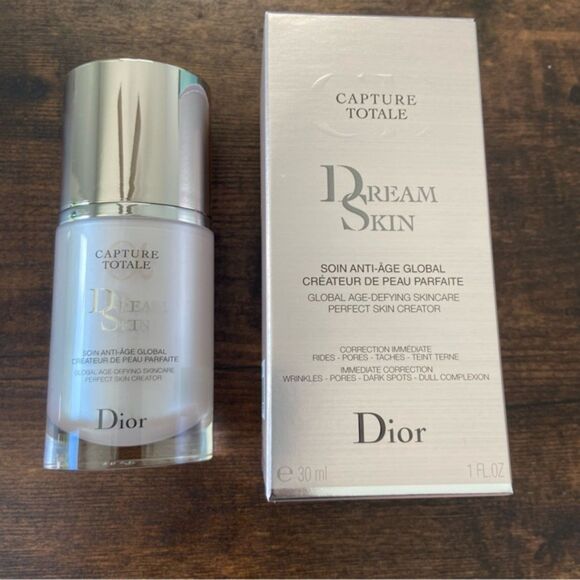 CAPTURE
TOTALE
DREAM
SKIN
SOIN ANTI-ÂGE GLOBAL
CRÉATEUR DE PEAU PARFAITE
GLOBAL AGE-DEFYING SKINCARE
PERFECT SKIN CREATOR
Dior
CAPTURE
TOTALE
DREAM
SKIN
SOIN ANTI-ÂGE GLOBAL
CRÉATEUR DE PEAU PARFAITE
GLOBAL AGE-DEFYING SKINCARE
PERFECT SKIN CREATOR
CORRECTION IMMÉDIATE
RIDES - PORES - TACHES - TEINT TERNE
IMMEDIATE CORRECTION
WRINKLES - PORES - DARK SPOTS - DULL COMPLEXION
Dior
e 30 ml 1 FL.OZ